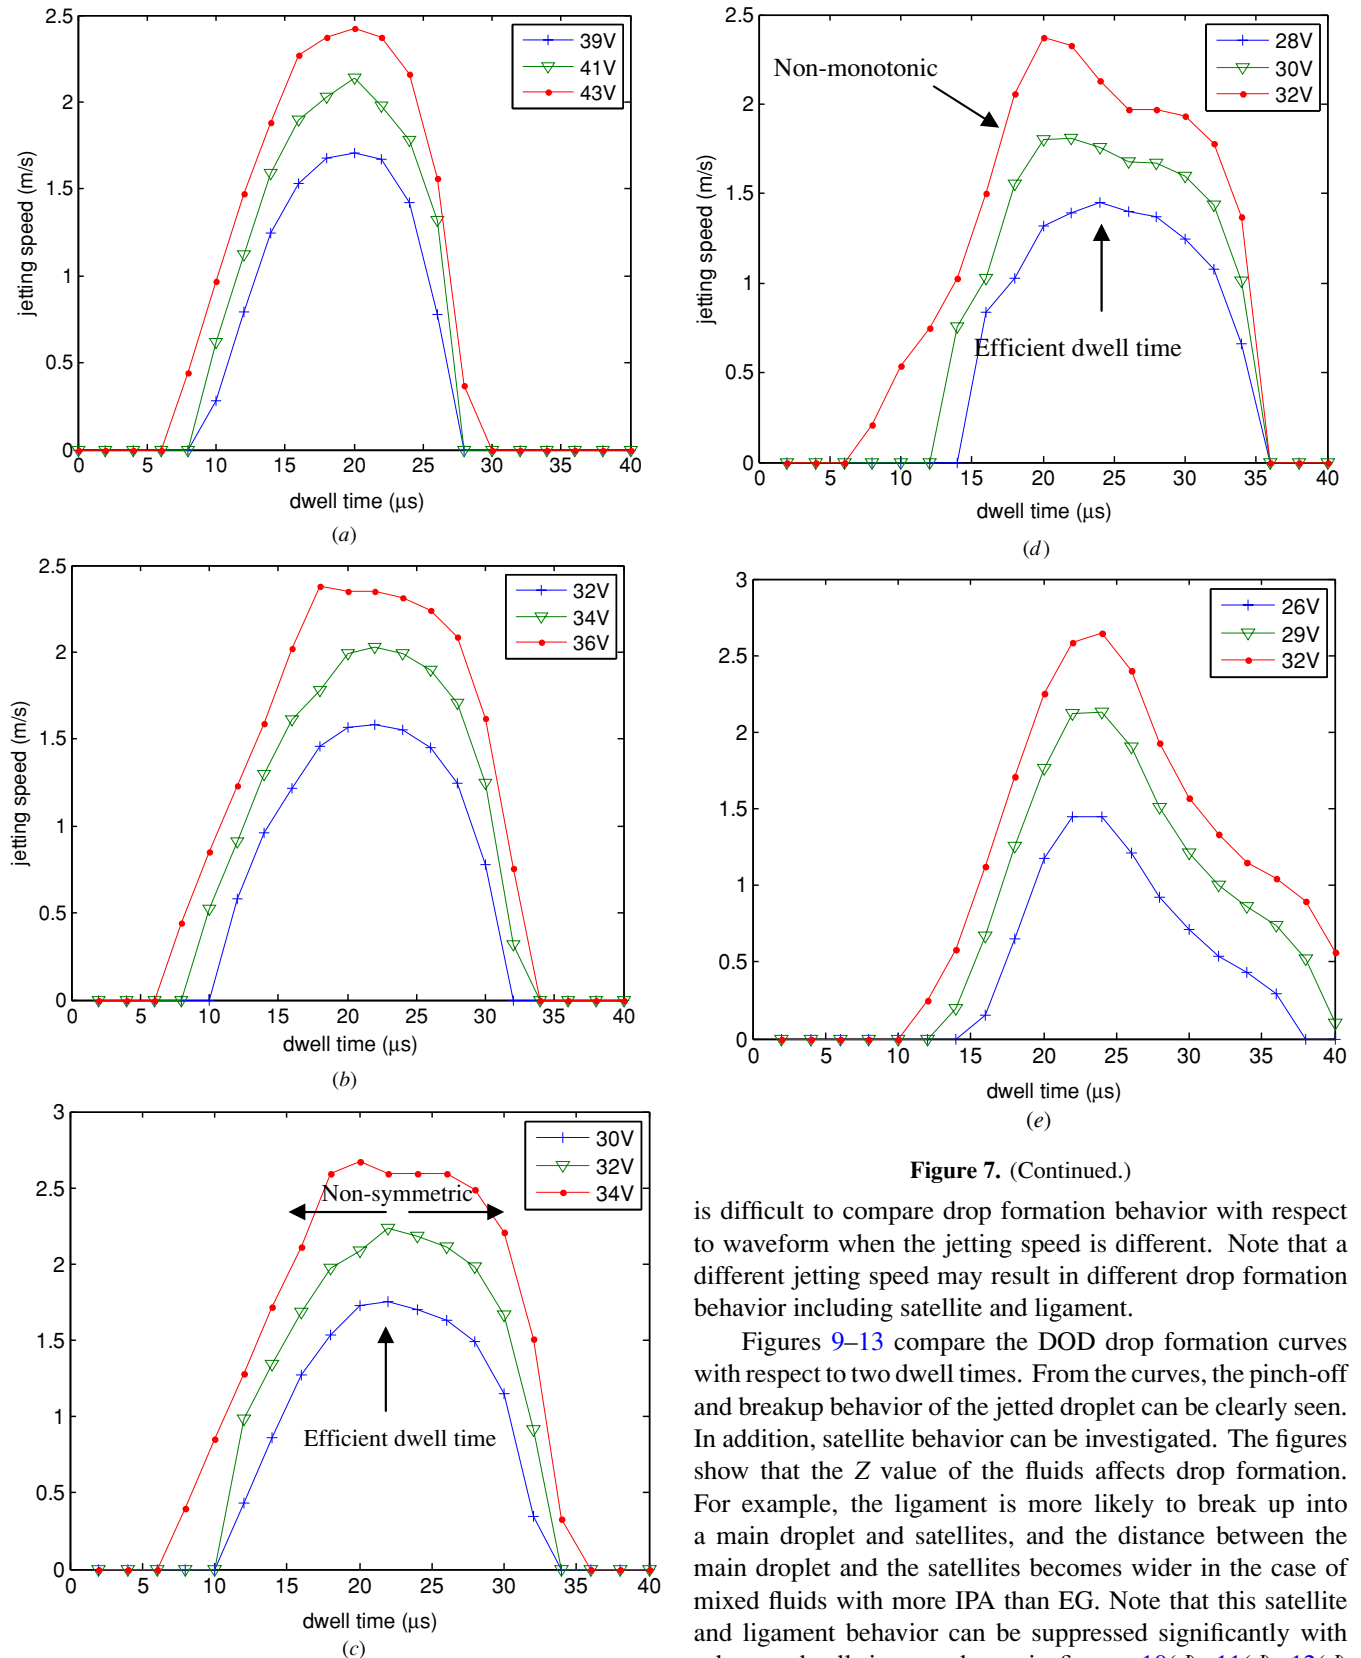 2.5
2
1.5
1
0.5
0
jetting speed (m/s)
39V
41V
43V
0 5 10 15 20 25 30 35 40
dwell time (μs)
(a)
2.5
2
1.5
1
0.5
0
jetting speed (m/s)
32V
34V
36V
0 5 10 15 20 25 30 35 40
dwell time (μs)
(b)
3
2.5
2
1.5
1
0.5
0
30V
32V
34V
Non-symmetric
Efficient dwell time
0 5 10 15 20 25 30 35 40
dwell time (μs)
(c)
2.5
2
1.5
1
0.5
0
jetting speed (m/s)
28V
30V
32V
Non-monotonic
Efficient dwell time
5 10 15 20 25 30 35 40
dwell time (μs)
(d)
3
2.5
2
1.5
1
0.5
0
26V
29V
32V
0 5 10 15 20 25 30 35 40
dwell time (μs)
(e)
Figure 7. (Continued.)
is difficult to compare drop formation behavior with respect
to waveform when the jetting speed is different. Note that a
different jetting speed may result in different drop formation
behavior including satellite and ligament.
Figures 9–13 compare the DOD drop formation curves
with respect to two dwell times. From the curves, the pinch-off
and breakup behavior of the jetted droplet can be clearly seen.
In addition, satellite behavior can be investigated. The figures
show that the Z value of the fluids affects drop formation.
For example, the ligament is more likely to break up into
a main droplet and satellites, and the distance between the
main droplet and the satellites becomes wider in the case of
mixed fluids with more IPA than EG. Note that this satellite
and ligament behavior can be suppressed significantly with